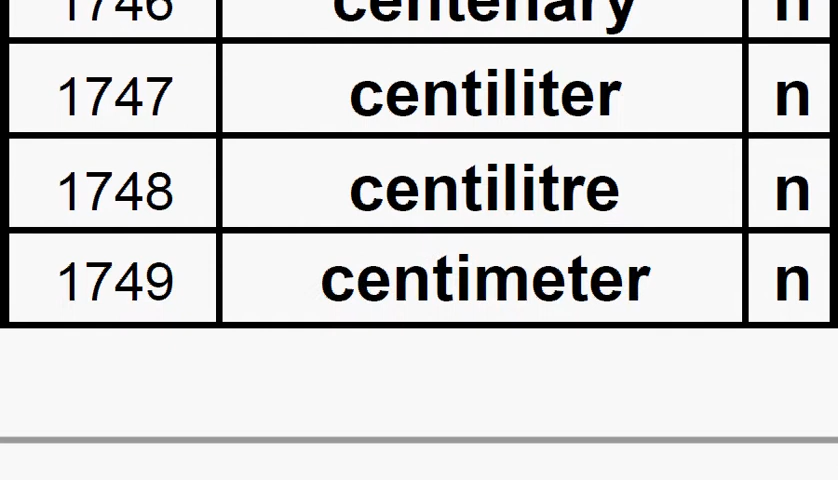 1746 centenary n
1747 centiliter n
1748 centilitre n
1749 centimeter n